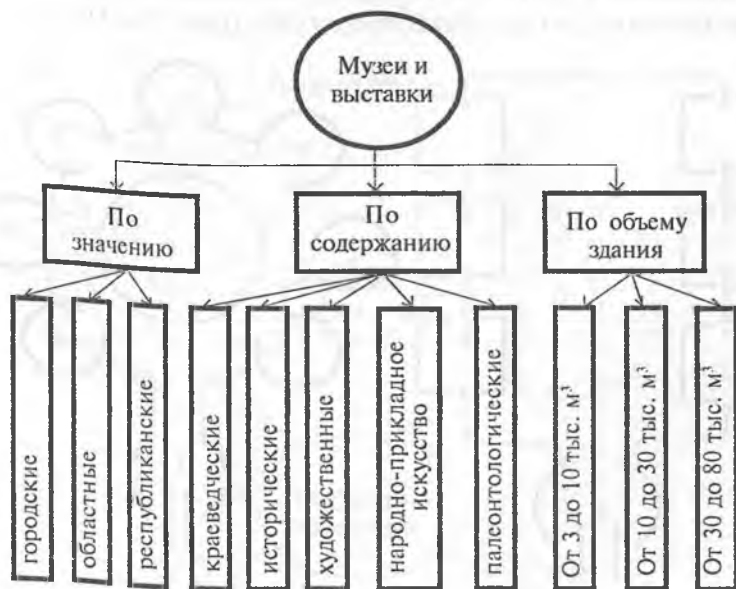 Музеи и
выставки
По
значению
По
содержанию
По объему
здания
городские
областные
республиканские
краеведческие
исторические
художественные
народно-прикладное
искусство
палсонтологические
От 3 до 10 тыс. м³
От 10 до 30 тыс. м³
От 30 до 80 тыс. м³